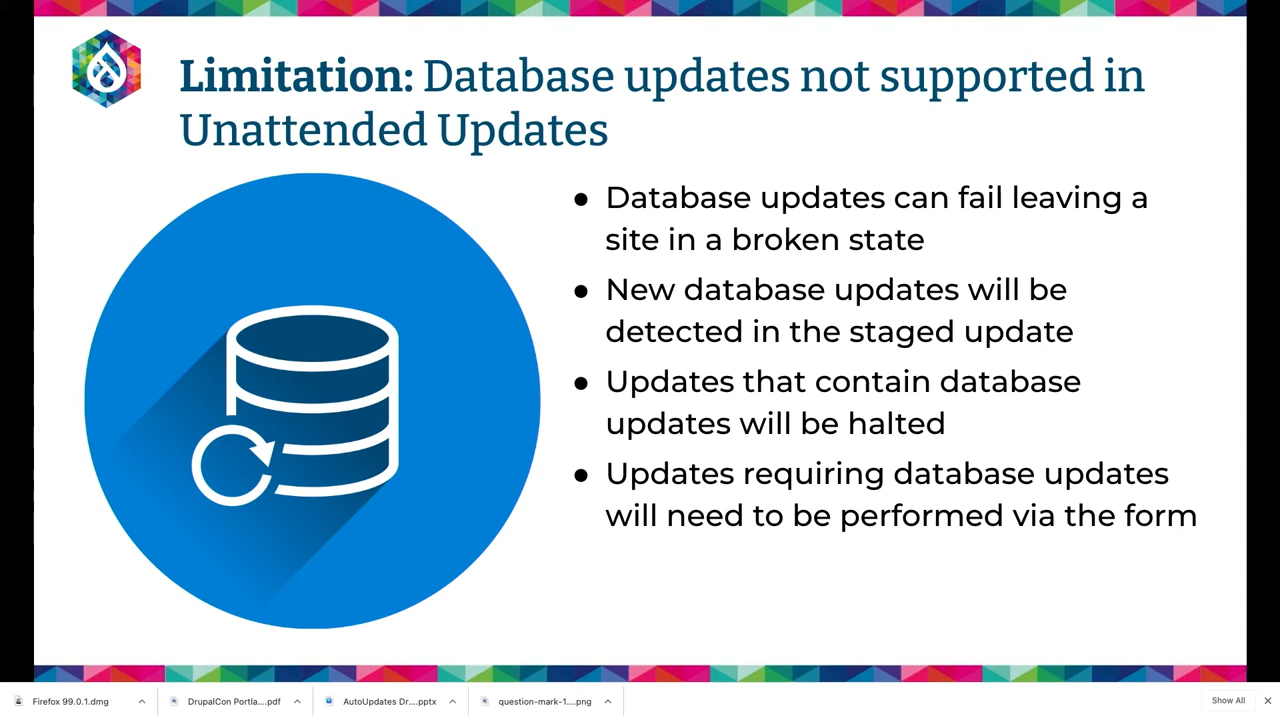 Limitation: Database updates not supported in
Unattended Updates
● Database updates can fail leaving a
site in a broken state
● New database updates will be
detected in the staged update
● Updates that contain database
updates will be halted
● Updates requiring database updates
will need to be performed via the form
Firefox 99.0.1.dmg
DrupalCon Portla....pdf
AutoUpdates Dr....pptx
question-mark-1....png
Show All